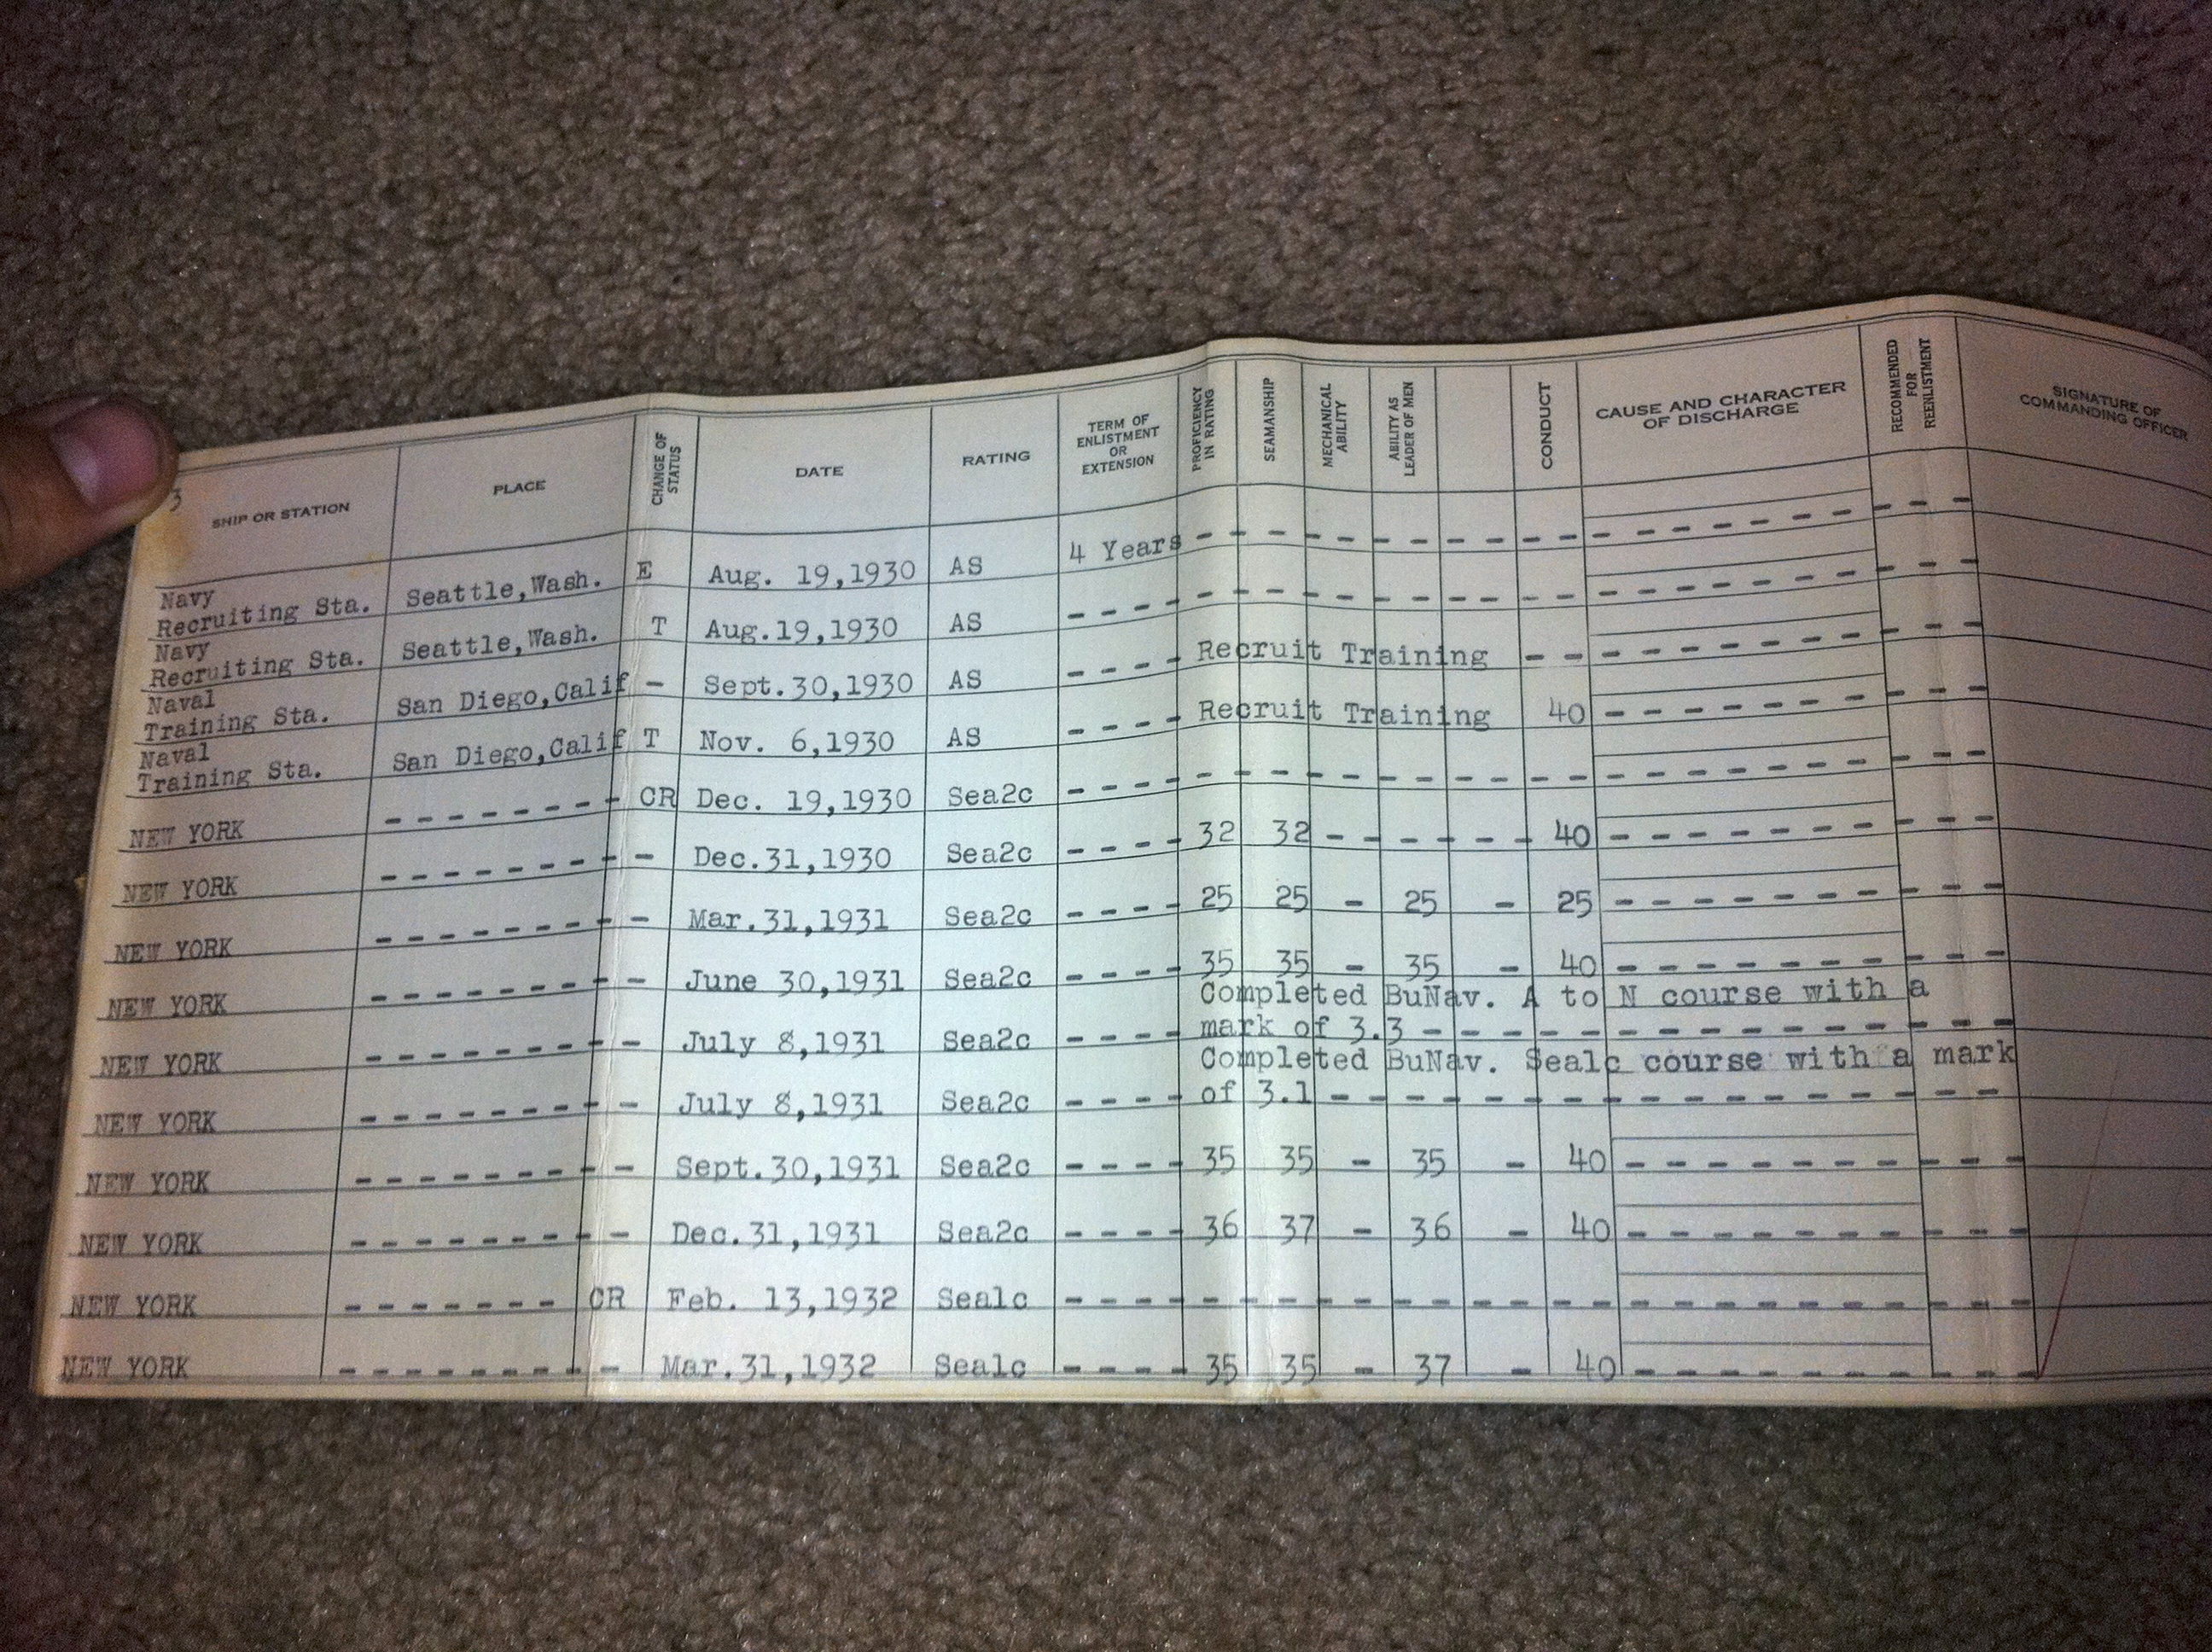 3
SHIP OR STATION PLACE CHANGE OF STATUS DATE RATING TERM OF ENLISTMENT OR EXTENSION PROFICIENCY IN RATING SEAMANSHIP MECHANICAL ABILITY ABILITY AS LEADER OF MEN CONDUCT CAUSE AND CHARACTER OF DISCHARGE RECOMMENDED FOR REENLISTMENT SIGNATURE OF COMMANDING OFFICER
Navy
Recruiting Sta. Seattle,Wash. E Aug. 19,1930 AS 4 Years - - - - - - - - - - - - - - - - - - -
Navy
Recruiting Sta. Seattle,Wash. T Aug.19,1930 AS - - - - - - - - - - - - - - - - - - - - - - -
Naval
Training Sta. San Diego,Calif - Sept.30,1930 AS - - - - Recruit Training - - - - - - - - - - - - -
Naval
Training Sta. San Diego,Calif T Nov. 6,1930 AS - - - - Recruit Training 40 - - - - - - - - - - -
NEW YORK - - - - - - - - CR Dec. 19,1930 Sea2c - - - - - - - - - - - - - - - - - - - - - - -
NEW YORK - - - - - - - - - Dec.31,1930 Sea2c - - - - 32 32 - - - - - 40 - - - - - - - - - - -
NEW YORK - - - - - - - - - Mar.31,1931 Sea2c - - - - 25 25 - 25 - 25 - - - - - - - - - - -
NEW YORK - - - - - - - - - June 30,1931 Sea2c - - - - 35 35 - 35 - 40 - - - - - - - - - - -
Completed BuNav. A to N course with a
NEW YORK - - - - - - - - - July 8,1931 Sea2c - - - - mark of 3.3 - - - - - - - - - - - - - - - -
Completed BuNav. Sea1c course with a mark
NEW YORK - - - - - - - - - July 8,1931 Sea2c - - - - of 3.1 - - - - - - - - - - - - - - - - - -
NEW YORK - - - - - - - - - Sept.30,1931 Sea2c - - - - 35 35 - 35 - 40 - - - - - - - - - - -
NEW YORK - - - - - - - - - Dec.31,1931 Sea2c - - - - 36 37 - 36 - 40 - - - - - - - - - - -
NEW YORK - - - - - - - CR Feb. 13,1932 Sea1c - - - - - - - - - - - - - - - - - - - - - - -
NEW YORK - - - - - - - - - Mar.31,1932 Sea1c - - - - 35 35 - 37 - 40 - - - - - - - - - - -